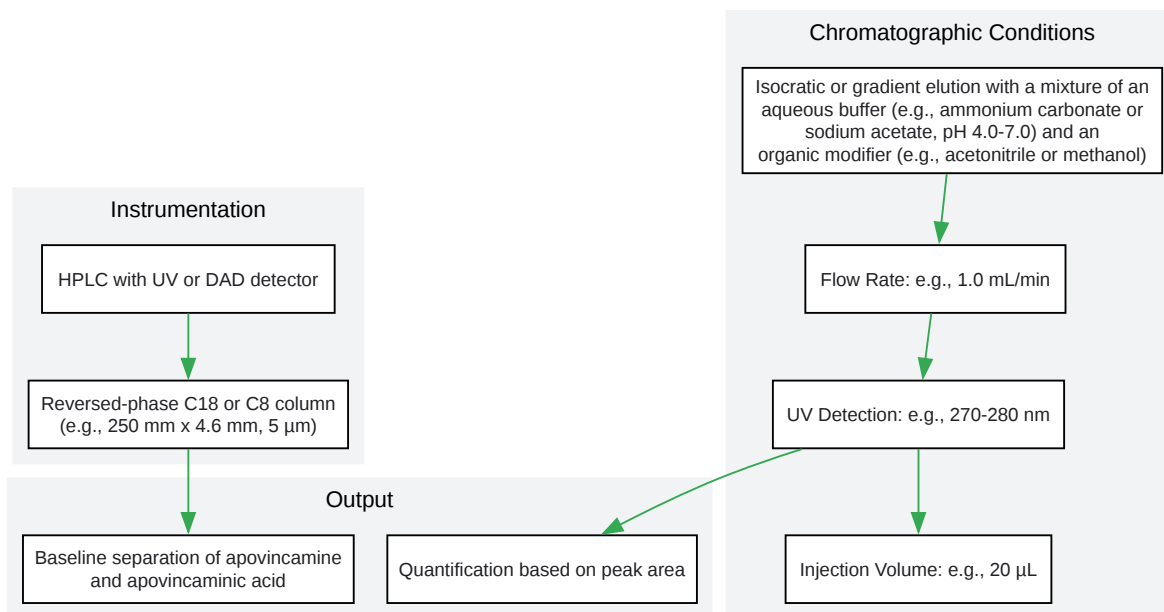 Instrumentation
HPLC with UV or DAD detector
Reversed-phase C18 or C8 column
(e.g., 250 mm x 4.6 mm, 5 µm)
Chromatographic Conditions
Isocratic or gradient elution with a mixture of an
aqueous buffer (e.g., ammonium carbonate or
sodium acetate, pH 4.0-7.0) and an
organic modifier (e.g., acetonitrile or methanol)
Flow Rate: e.g., 1.0 mL/min
UV Detection: e.g., 270-280 nm
Injection Volume: e.g., 20 µL
Output
Baseline separation of apovincamine
and apovincaminic acid
Quantification based on peak area